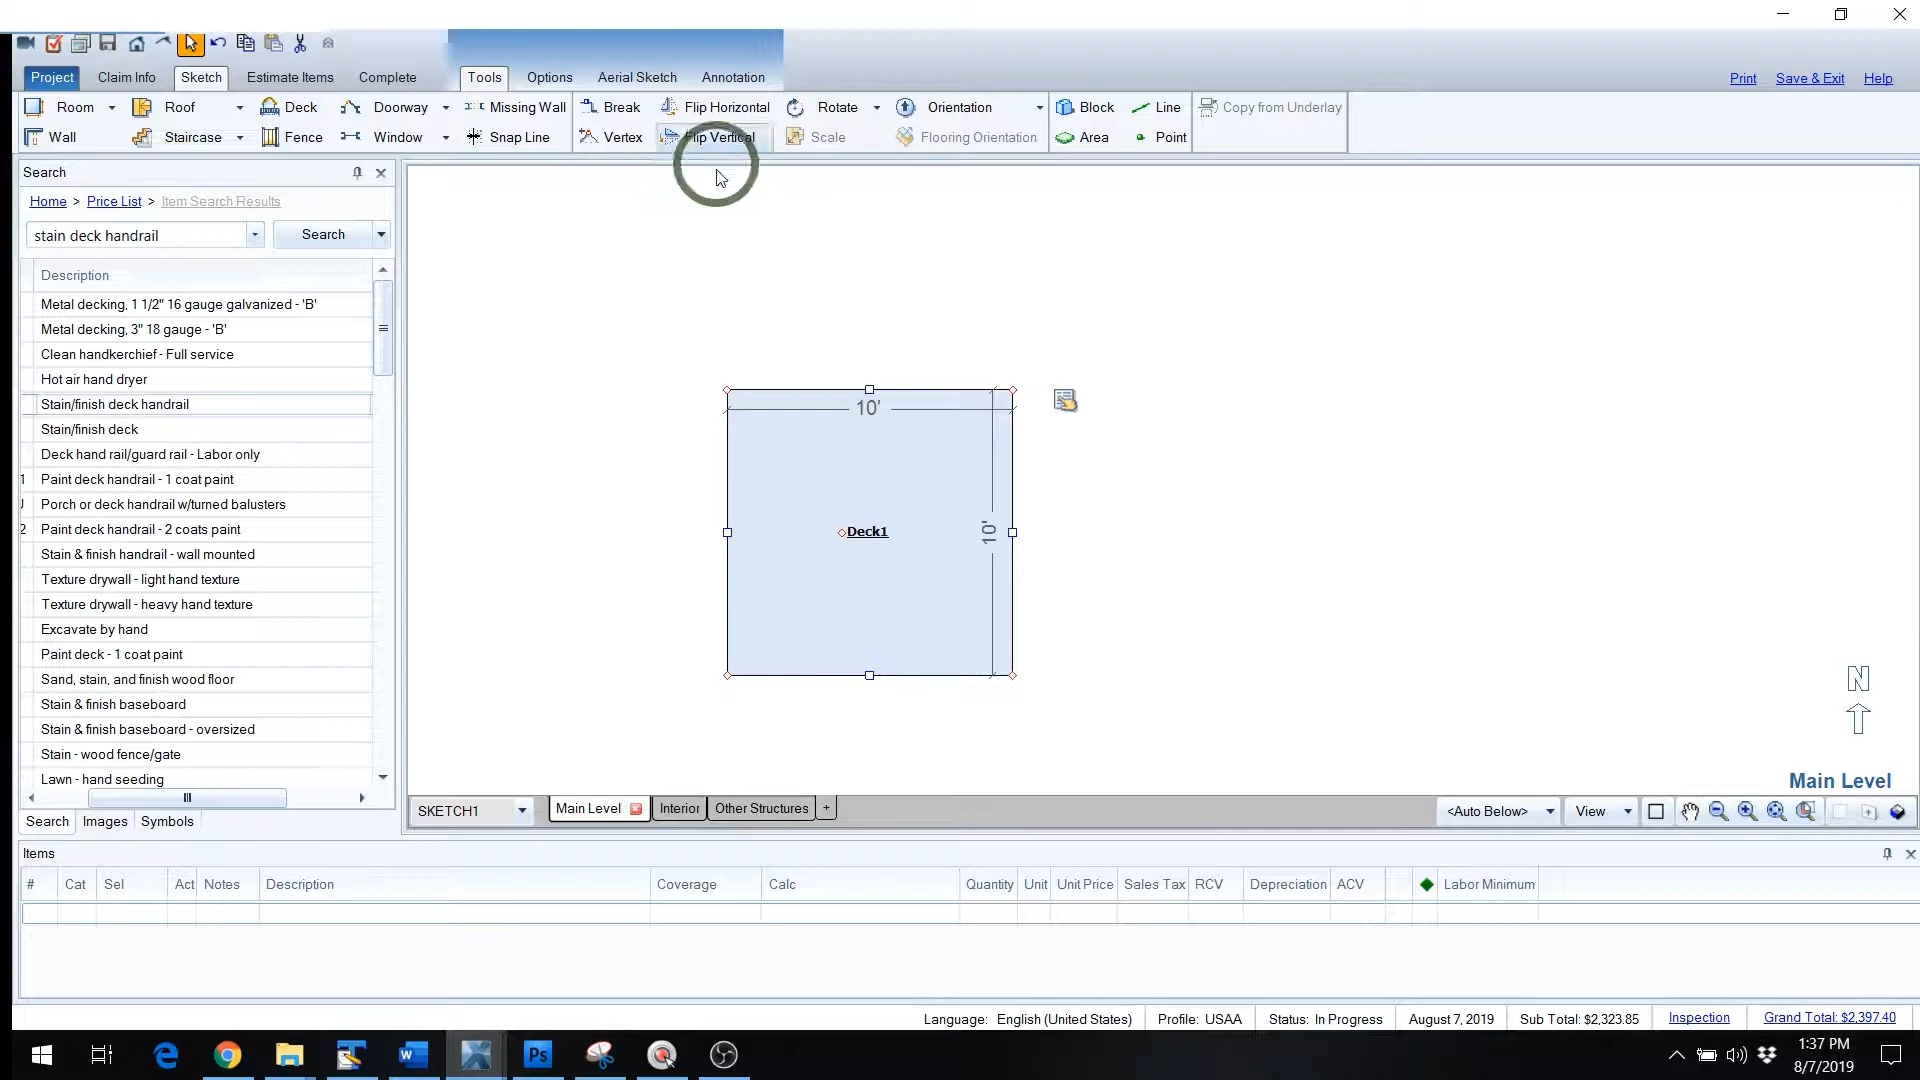 Project Claim Info Sketch Estimate Items Complete Tools Options Aerial Sketch Annotation Print Save & Exit Help
Room Roof Deck Doorway Missing Wall Break Flip Horizontal Rotate Orientation Block Line Copy from Underlay
Wall Staircase Fence Window Snap Line Vertex Flip Vertical Scale Flooring Orientation Area Point
Search
Home > Price List > Item Search Results
stain deck handrail Search
Description
Metal decking, 1 1/2" 16 gauge galvanized - 'B'
Metal decking, 3" 18 gauge - 'B'
Clean handkerchief - Full service
Hot air hand dryer
Stain/finish deck handrail
Stain/finish deck
Deck hand rail/guard rail - Labor only
1 Paint deck handrail - 1 coat paint
Porch or deck handrail w/turned balusters
2 Paint deck handrail - 2 coats paint
Stain & finish handrail - wall mounted
Texture drywall - light hand texture
Texture drywall - heavy hand texture
Excavate by hand
Paint deck - 1 coat paint
Sand, stain, and finish wood floor
Stain & finish baseboard
Stain & finish baseboard - oversized
Stain - wood fence/gate
Lawn - hand seeding
Search Images Symbols
10'
Deck1
10'
N
Main Level
SKETCH1 Main Level Interior Other Structures + <Auto Below> View
Items
# Cat Sel Act Notes Description Coverage Calc Quantity Unit Unit Price Sales Tax RCV Depreciation ACV Labor Minimum
Language: English (United States) Profile: USAA Status: In Progress August 7, 2019 Sub Total: $2,323.85 Inspection Grand Total: $2,397.40
W Ps
1:37 PM
8/7/2019